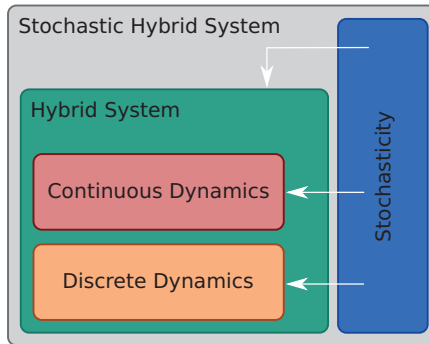 Stochastic Hybrid System
Hybrid System
Continuous Dynamics
Discrete Dynamics
Stochasticity